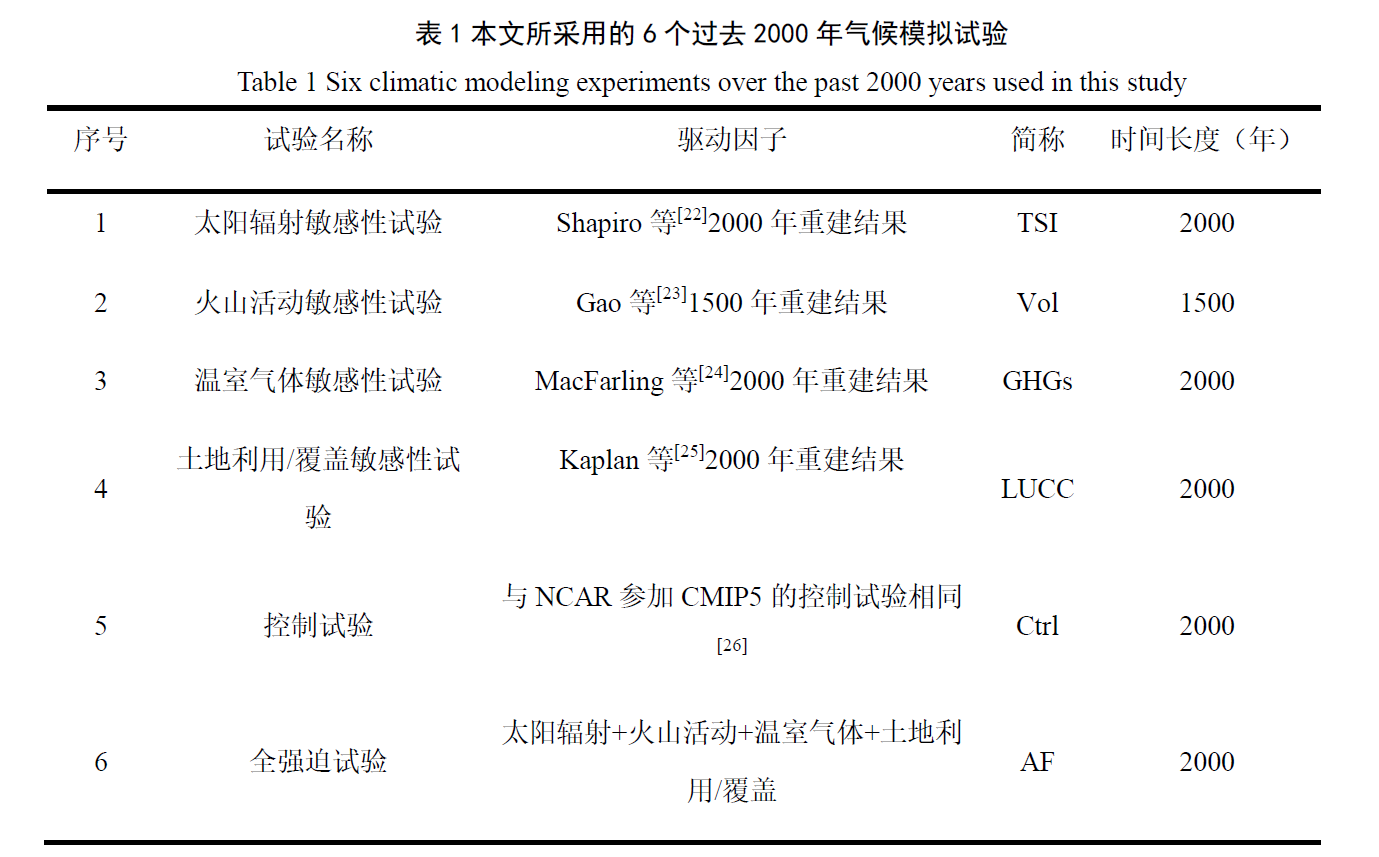 表 1 本文所采用的 6 个过去 2000 年气候模拟试验
Table 1 Six climatic modeling experiments over the past 2000 years used in this study
序号 试验名称 驱动因子 简称 时间长度（年）
1 太阳辐射敏感性试验 Shapiro 等[22]2000 年重建结果 TSI 2000
2 火山活动敏感性试验 Gao 等[23]1500 年重建结果 Vol 1500
3 温室气体敏感性试验 MacFarling 等[24]2000 年重建结果 GHGs 2000
土地利用/覆盖敏感性试 Kaplan 等[25]2000 年重建结果
4 LUCC 2000
验
与 NCAR 参加 CMIP5 的控制试验相同
5 控制试验 Ctrl 2000
[26]
太阳辐射+火山活动+温室气体+土地利
6 全强迫试验 AF 2000
用/覆盖